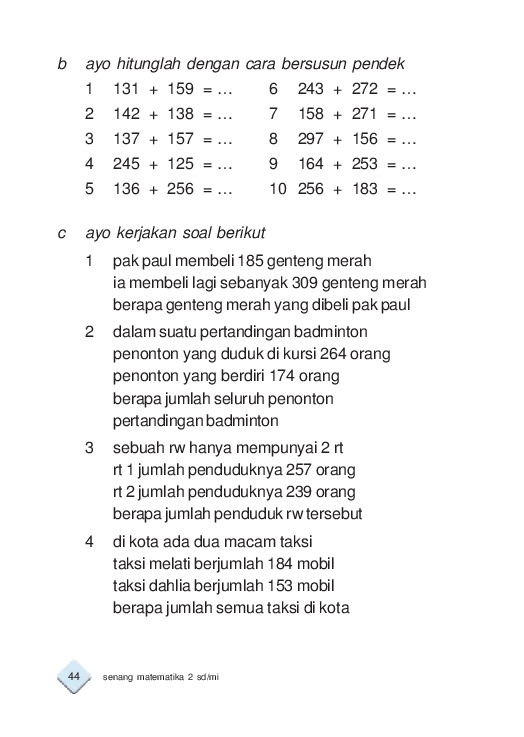 b ayo hitunglah dengan cara bersusun pendek
1 131 + 159 = ... 6 243 + 272 = ...
2 142 + 138 = ... 7 158 + 271 = ...
3 137 + 157 = ... 8 297 + 156 = ...
4 245 + 125 = ... 9 164 + 253 = ...
5 136 + 256 = ... 10 256 + 183 = ...
c ayo kerjakan soal berikut
1 pak paul membeli 185 genteng merah
ia membeli lagi sebanyak 309 genteng merah
berapa genteng merah yang dibeli pak paul
2 dalam suatu pertandingan badminton
penonton yang duduk di kursi 264 orang
penonton yang berdiri 174 orang
berapa jumlah seluruh penonton
pertandingan badminton
3 sebuah rw hanya mempunyai 2 rt
rt 1 jumlah penduduknya 257 orang
rt 2 jumlah penduduknya 239 orang
berapa jumlah penduduk rw tersebut
4 di kota ada dua macam taksi
taksi melati berjumlah 184 mobil
taksi dahlia berjumlah 153 mobil
berapa jumlah semua taksi di kota
44 senang matematika 2 sd/mi